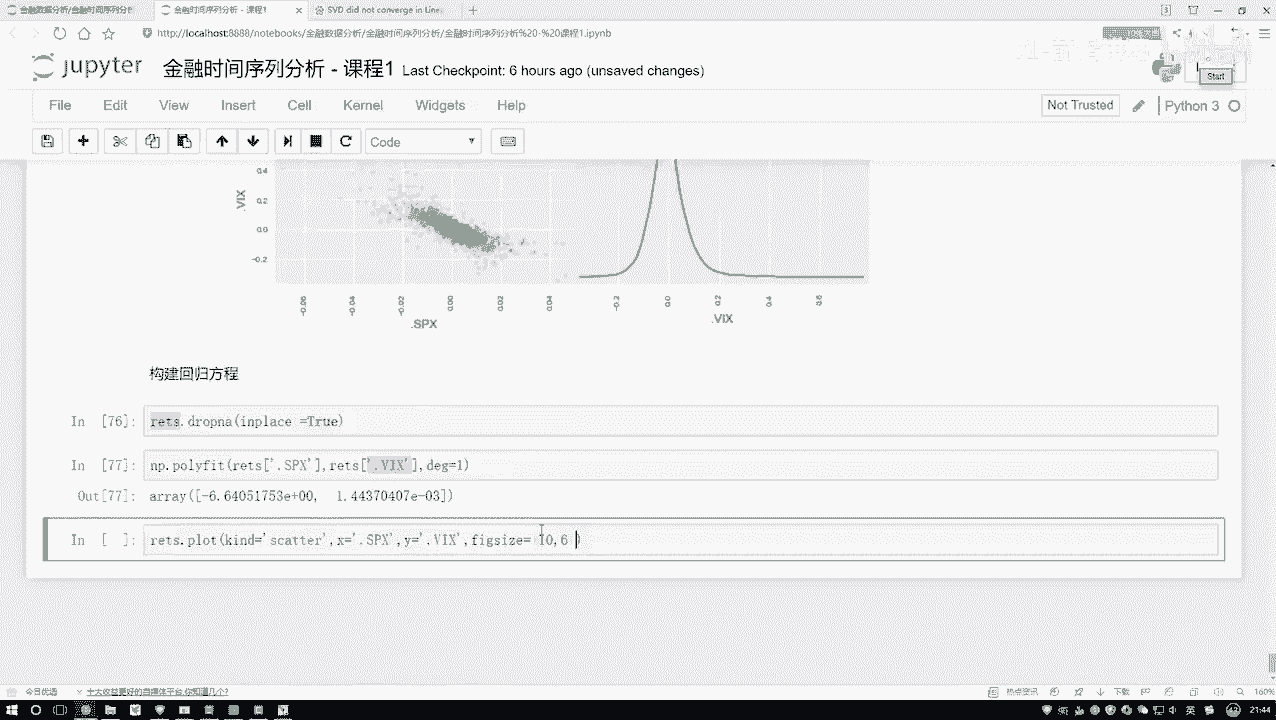 金融数据分析/金融时间序列分
金融时间序列分析 - 课程1
SVD did not converge in Line
http://localhost:8888/notebooks/金融数据分析/金融时间序列分析/金融时间序列分析%20-%20课程1.ipynb
jupyter 金融时间序列分析 - 课程1 Last Checkpoint: 6 hours ago (unsaved changes)
Start
File Edit View Insert Cell Kernel Widgets Help
Not Trusted
Python 3
Code
0.4
0.2
0.0
-0.2
.VIX
-0.06 -0.04 -0.02 0.00 0.02 0.04
-0.2 0.0 0.2 0.4 0.6
.SPX
.VIX
构建回归方程
In [76]: rets.dropna(inplace =True)
In [77]: np.polyfit(rets['.SPX'],rets['.VIX'],deg=1)
Out[77]: array([-6.64051753e+00, 1.44370407e-03])
In [ ]: rets.plot(kind='scatter',x='.SPX',y='.VIX',figsize= 10,6 )
今日优选
十大收益更好的自媒体平台,你知道几个?
热点资讯
下载
160%
21:44